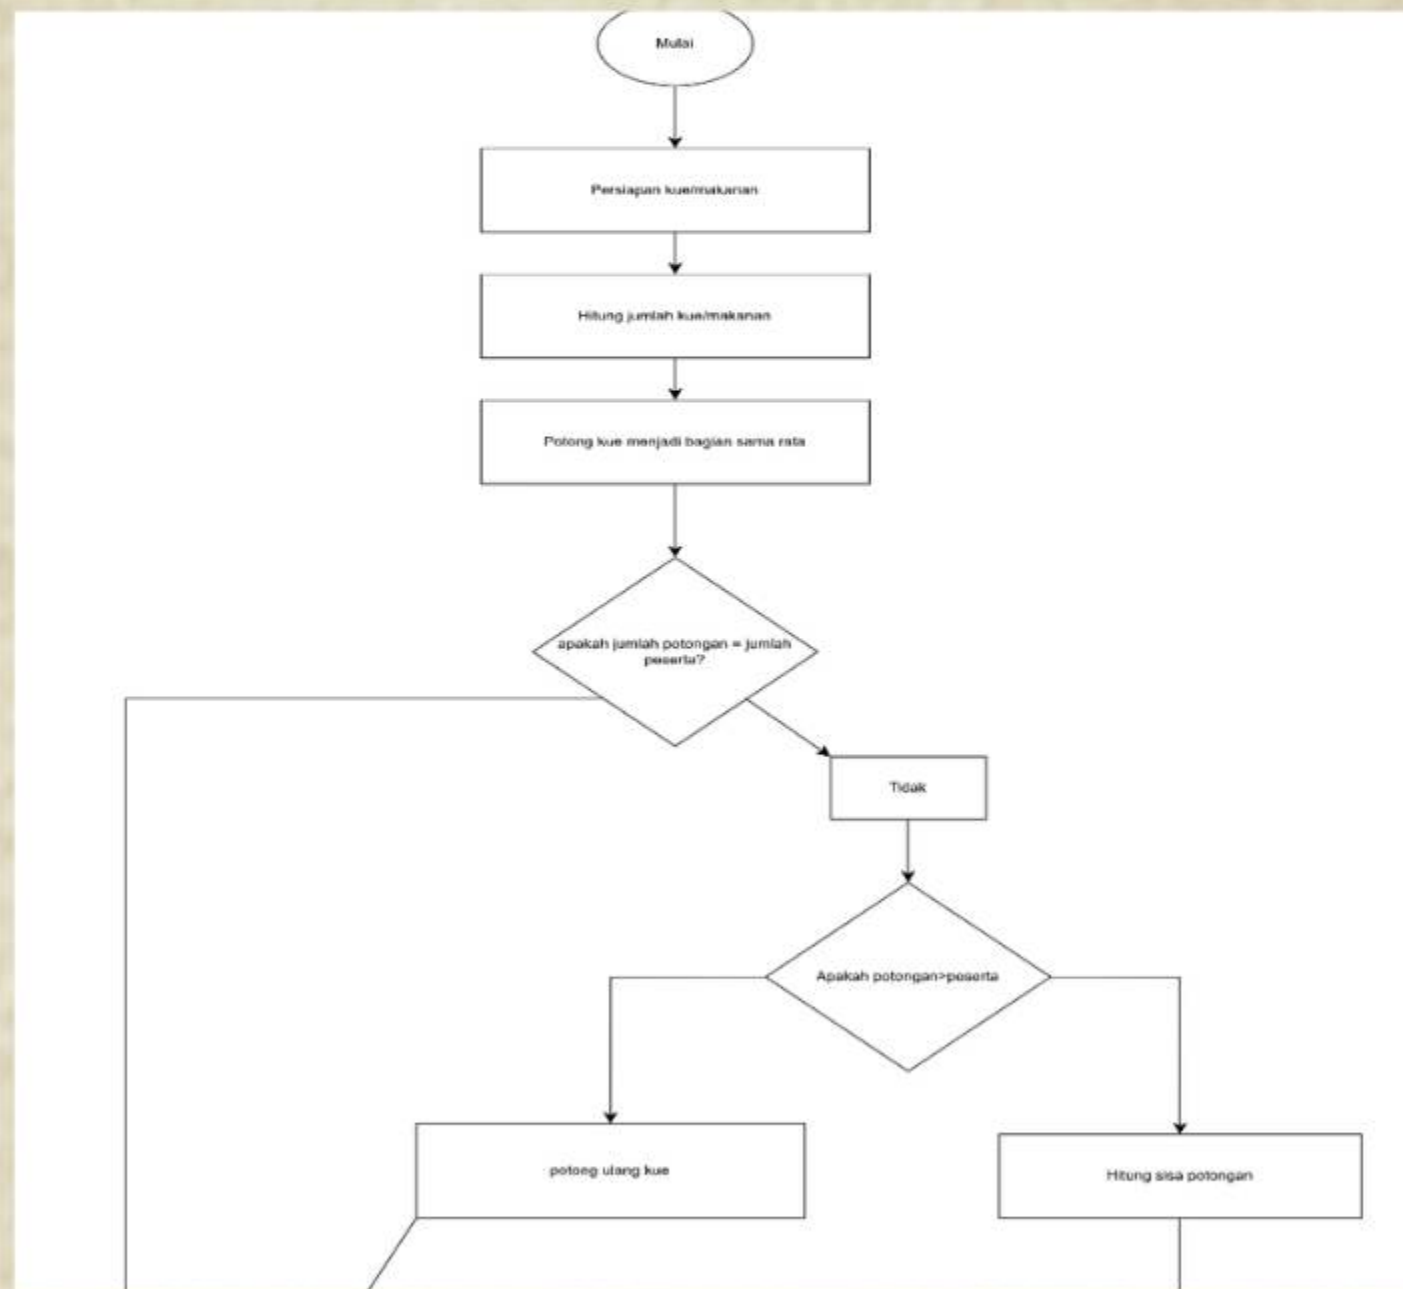 Mulai
Persiapan kue/makanan
Hitung jumlah kue/makanan
Potong kue menjadi bagian sama rata
apakah jumlah potongan = jumlah
peserta?
Tidak
Apakah potongan>peserta
potong ulang kue
Hitung sisa potongan